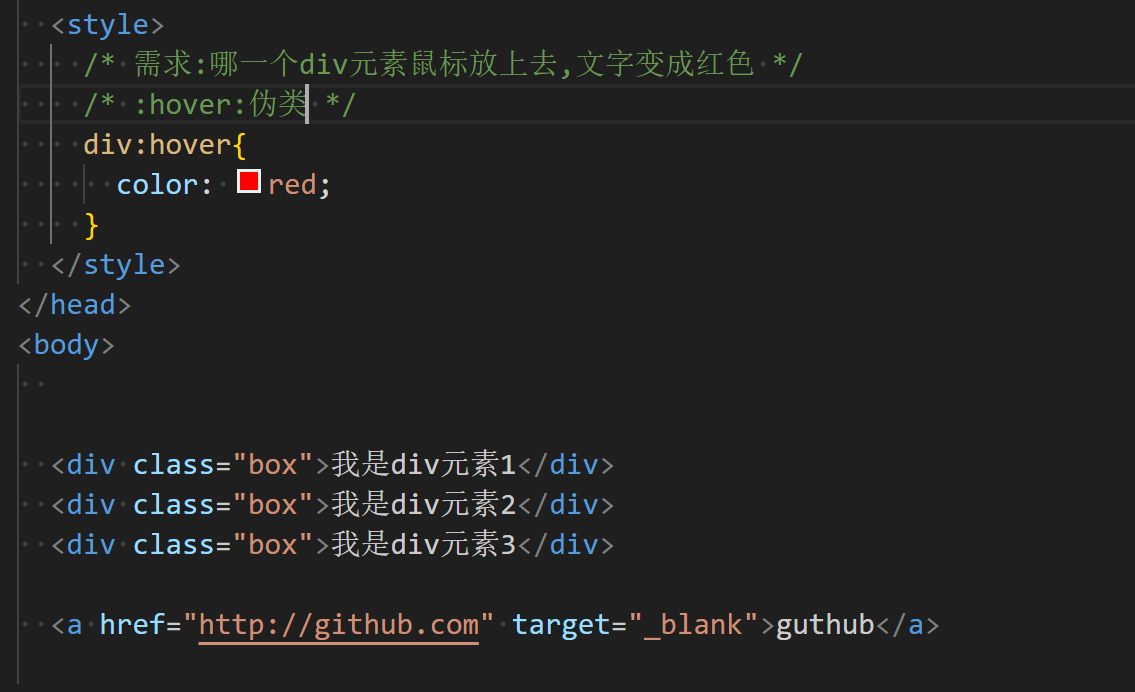 <style>
/* 需求:哪一个div元素鼠标放上去,文字变成红色 */
/* :hover:伪类 */
div:hover{
color: red;
}
</style>
</head>
<body>
<div class="box">我是div元素1</div>
<div class="box">我是div元素2</div>
<div class="box">我是div元素3</div>
<a href="http://github.com" target="_blank">guthub</a>